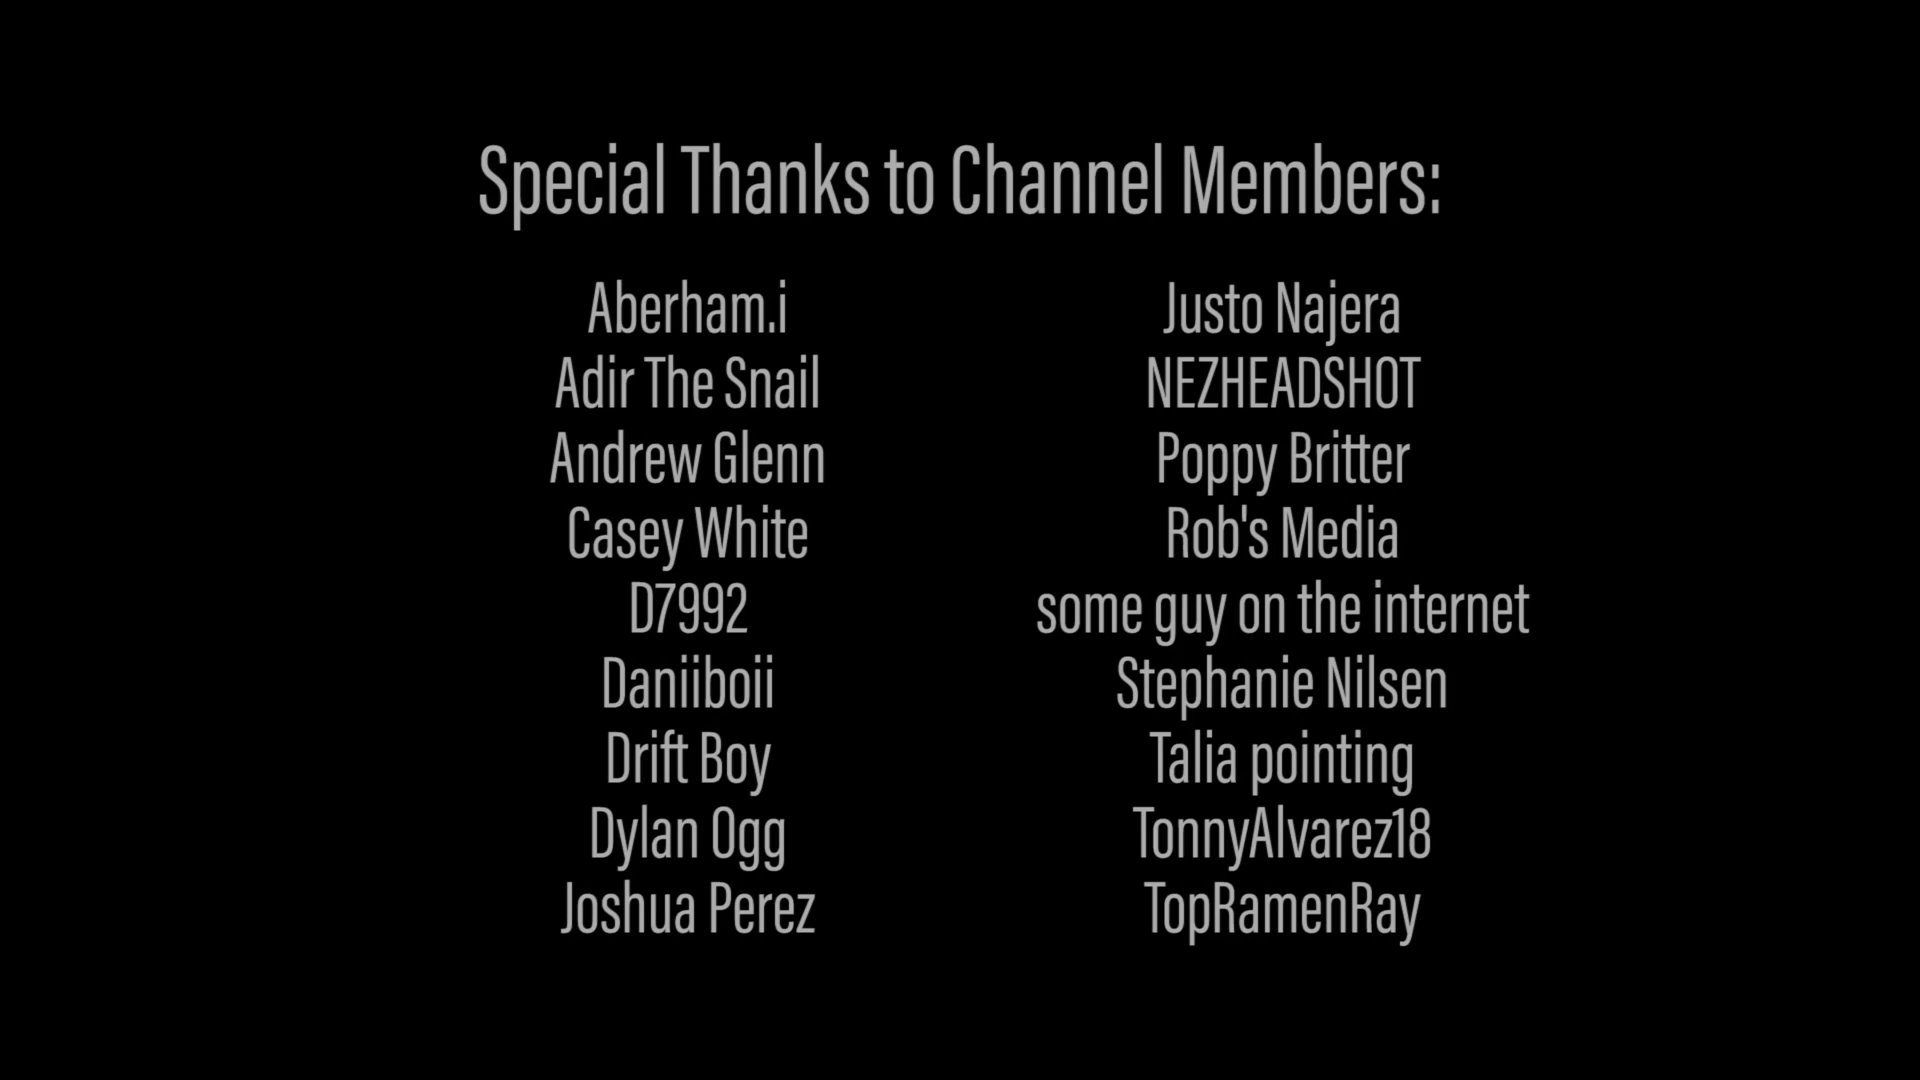 Special Thanks to Channel Members:
Aberham.i
Adir The Snail
Andrew Glenn
Casey White
D7992
Daniiboii
Drift Boy
Dylan Ogg
Joshua Perez
Justo Najera
NEZHEADSHOT
Poppy Britter
Rob's Media
some guy on the internet
Stephanie Nilsen
Talia pointing
TonnyAlvarez18
TopRamenRay